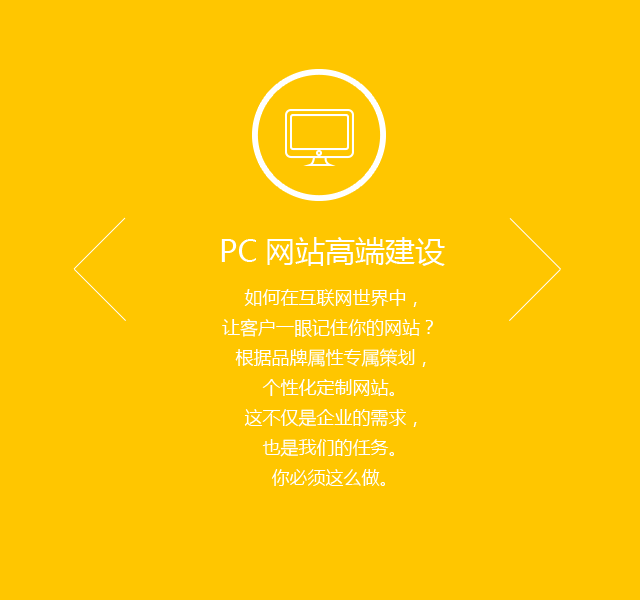 PC 网站高端建设
如何在互联网世界中，
让客户一眼记住你的网站？
根据品牌属性专属策划，
个性化定制网站。
这不仅是企业的需求，
也是我们的任务。
你必须这么做。